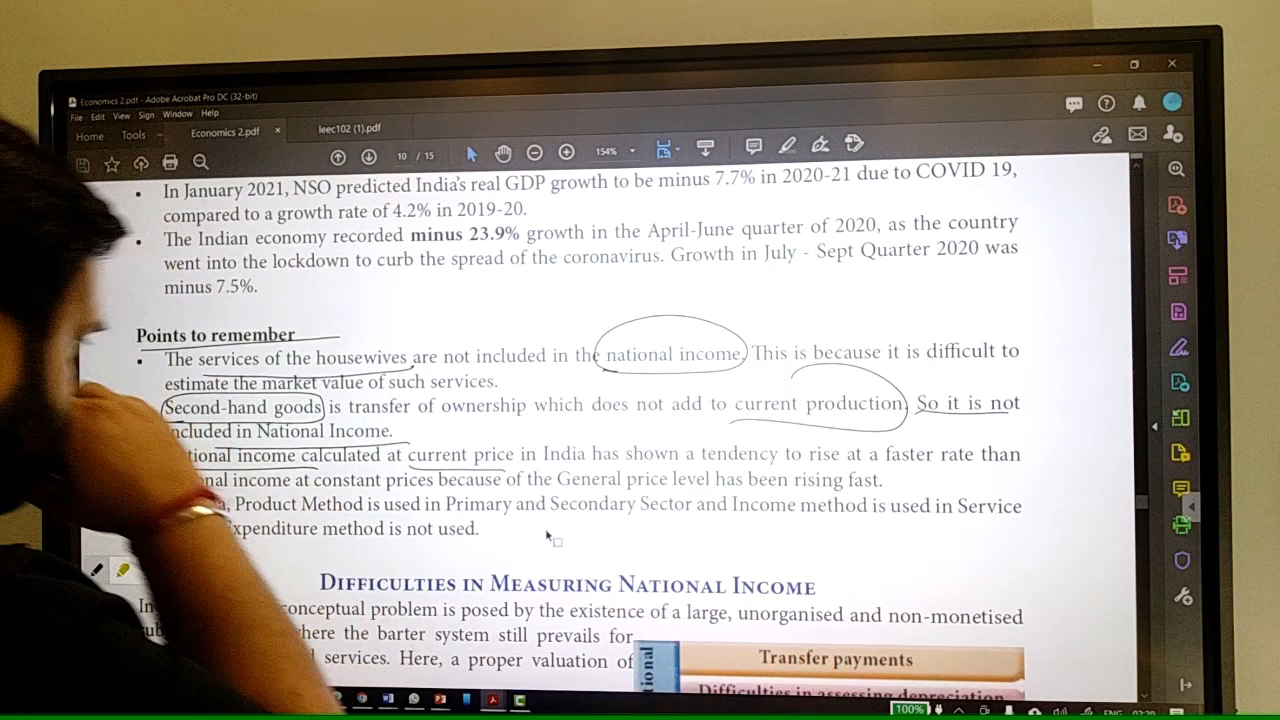 Economics 2.pdf - Adobe Acrobat Pro DC (32-bit)
File Edit View Sign Window Help
Home Tools Economics 2.pdf × leec102 (1).pdf
10 / 15 154%
• In January 2021, NSO predicted India's real GDP growth to be minus 7.7% in 2020-21 due to COVID 19,
compared to a growth rate of 4.2% in 2019-20.
• The Indian economy recorded minus 23.9% growth in the April-June quarter of 2020, as the country
went into the lockdown to curb the spread of the coronavirus. Growth in July - Sept Quarter 2020 was
minus 7.5%.
Points to remember
• The services of the housewives are not included in the national income. This is because it is difficult to
estimate the market value of such services.
Second-hand goods is transfer of ownership which does not add to current production. So it is not
included in National Income.
income calculated at current price in India has shown a tendency to rise at a faster rate than
income at constant prices because of the General price level has been rising fast.
Product Method is used in Primary and Secondary Sector and Income method is used in Service
Expenditure method is not used.
DIFFICULTIES IN MEASURING NATIONAL INCOME
In conceptual problem is posed by the existence of a large, unorganised and non-monetised
where the barter system still prevails for
services. Here, a proper valuation of
Transfer payments
Difficulties in assessing depreciation
100% ENG